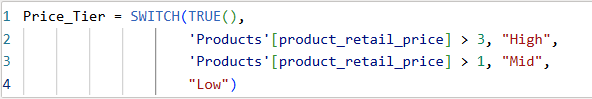 1 Price_Tier = SWITCH(TRUE(),
2 'Products'[product_retail_price] > 3, "High",
3 'Products'[product_retail_price] > 1, "Mid",
4 "Low")